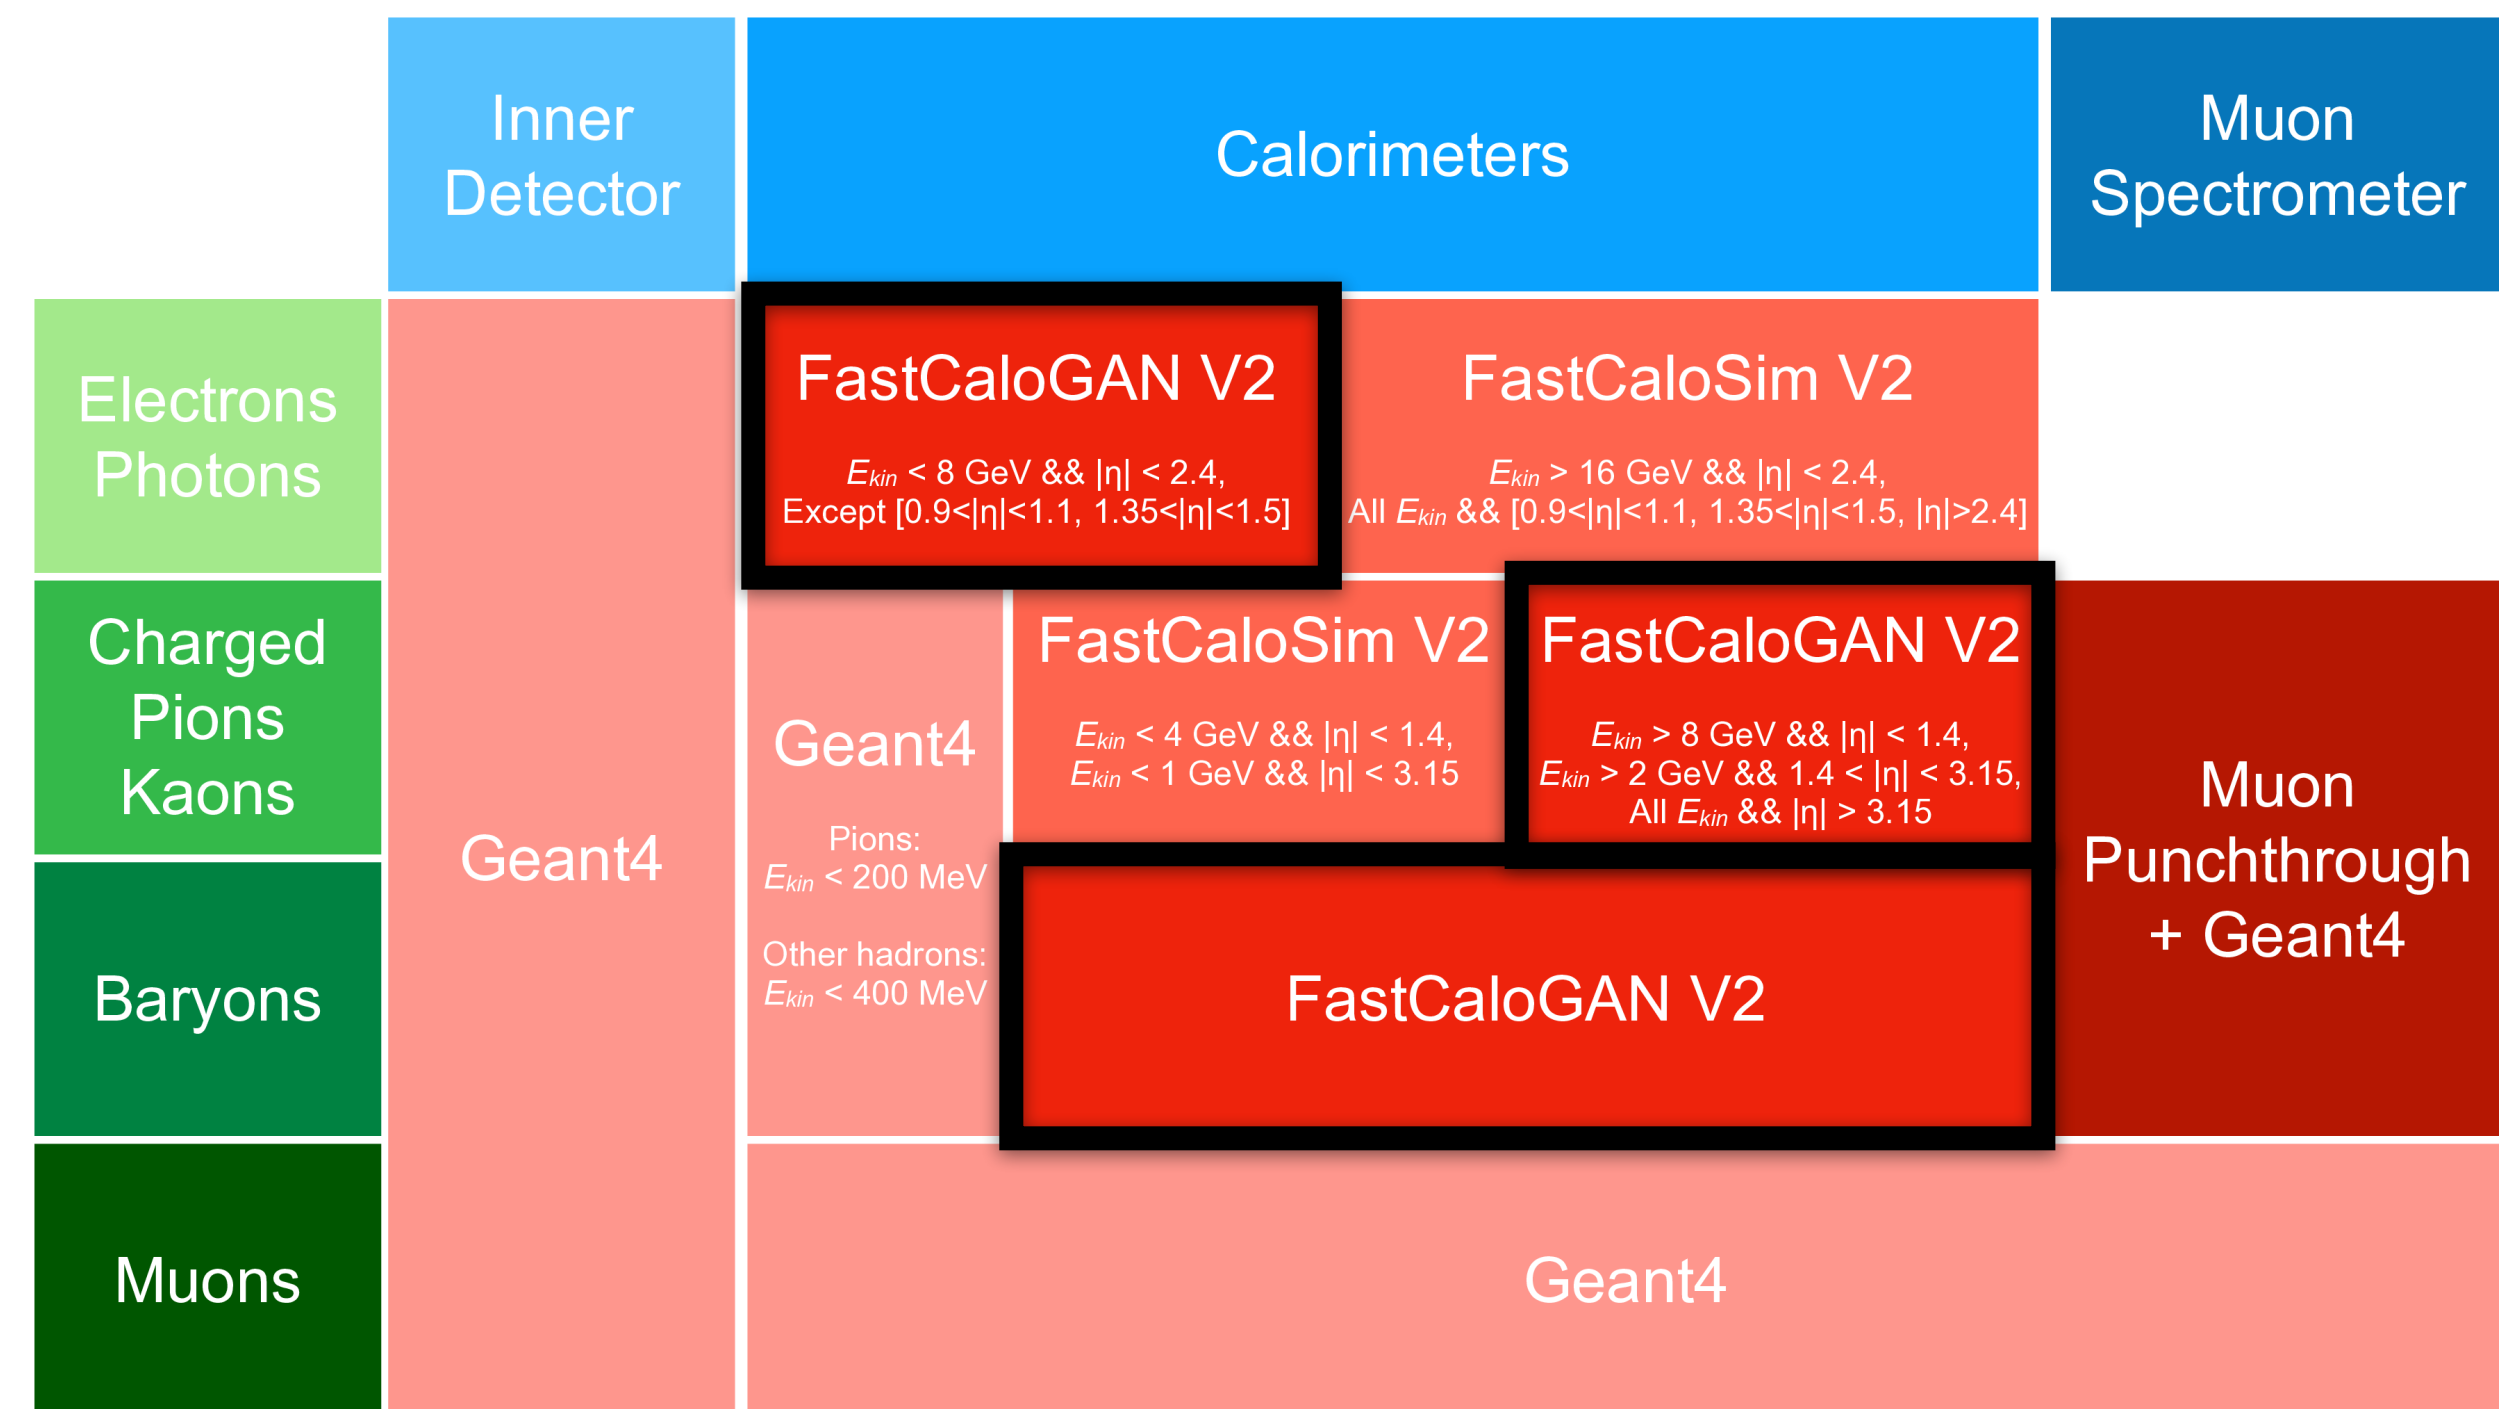 Inner
Detector
Calorimeters
Muon
Spectrometer
Electrons
Photons
FastCaloGAN V2
Ekin < 8 GeV && |η| < 2.4,
Except [0.9<|η|<1.1, 1.35<|η|<1.5]
FastCaloSim V2
Ekin > 16 GeV && |η| < 2.4,
All Ekin && [0.9<|η|<1.1, 1.35<|η|<1.5, |η|>2.4]
Charged
Pions
Kaons
Geant4
Geant4
Pions:
Ekin < 200 MeV
Other hadrons:
Ekin < 400 MeV
FastCaloSim V2
Ekin < 4 GeV && |η| < 1.4,
Ekin < 1 GeV && |η| < 3.15
FastCaloGAN V2
Ekin > 8 GeV && |η| < 1.4,
Ekin > 2 GeV && 1.4 < |η| < 3.15,
All Ekin && |η| > 3.15
Muon
Punchthrough
+ Geant4
Baryons
FastCaloGAN V2
Muons
Geant4